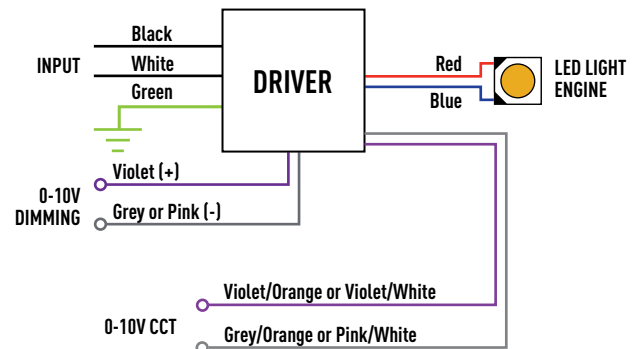 Black
INPUT
White
Green
DRIVER
Red
Blue
LED LIGHT
ENGINE
Violet (+)
0-10V
DIMMING
Grey or Pink (-)
Violet/Orange or Violet/White
0-10V CCT
Grey/Orange or Pink/White